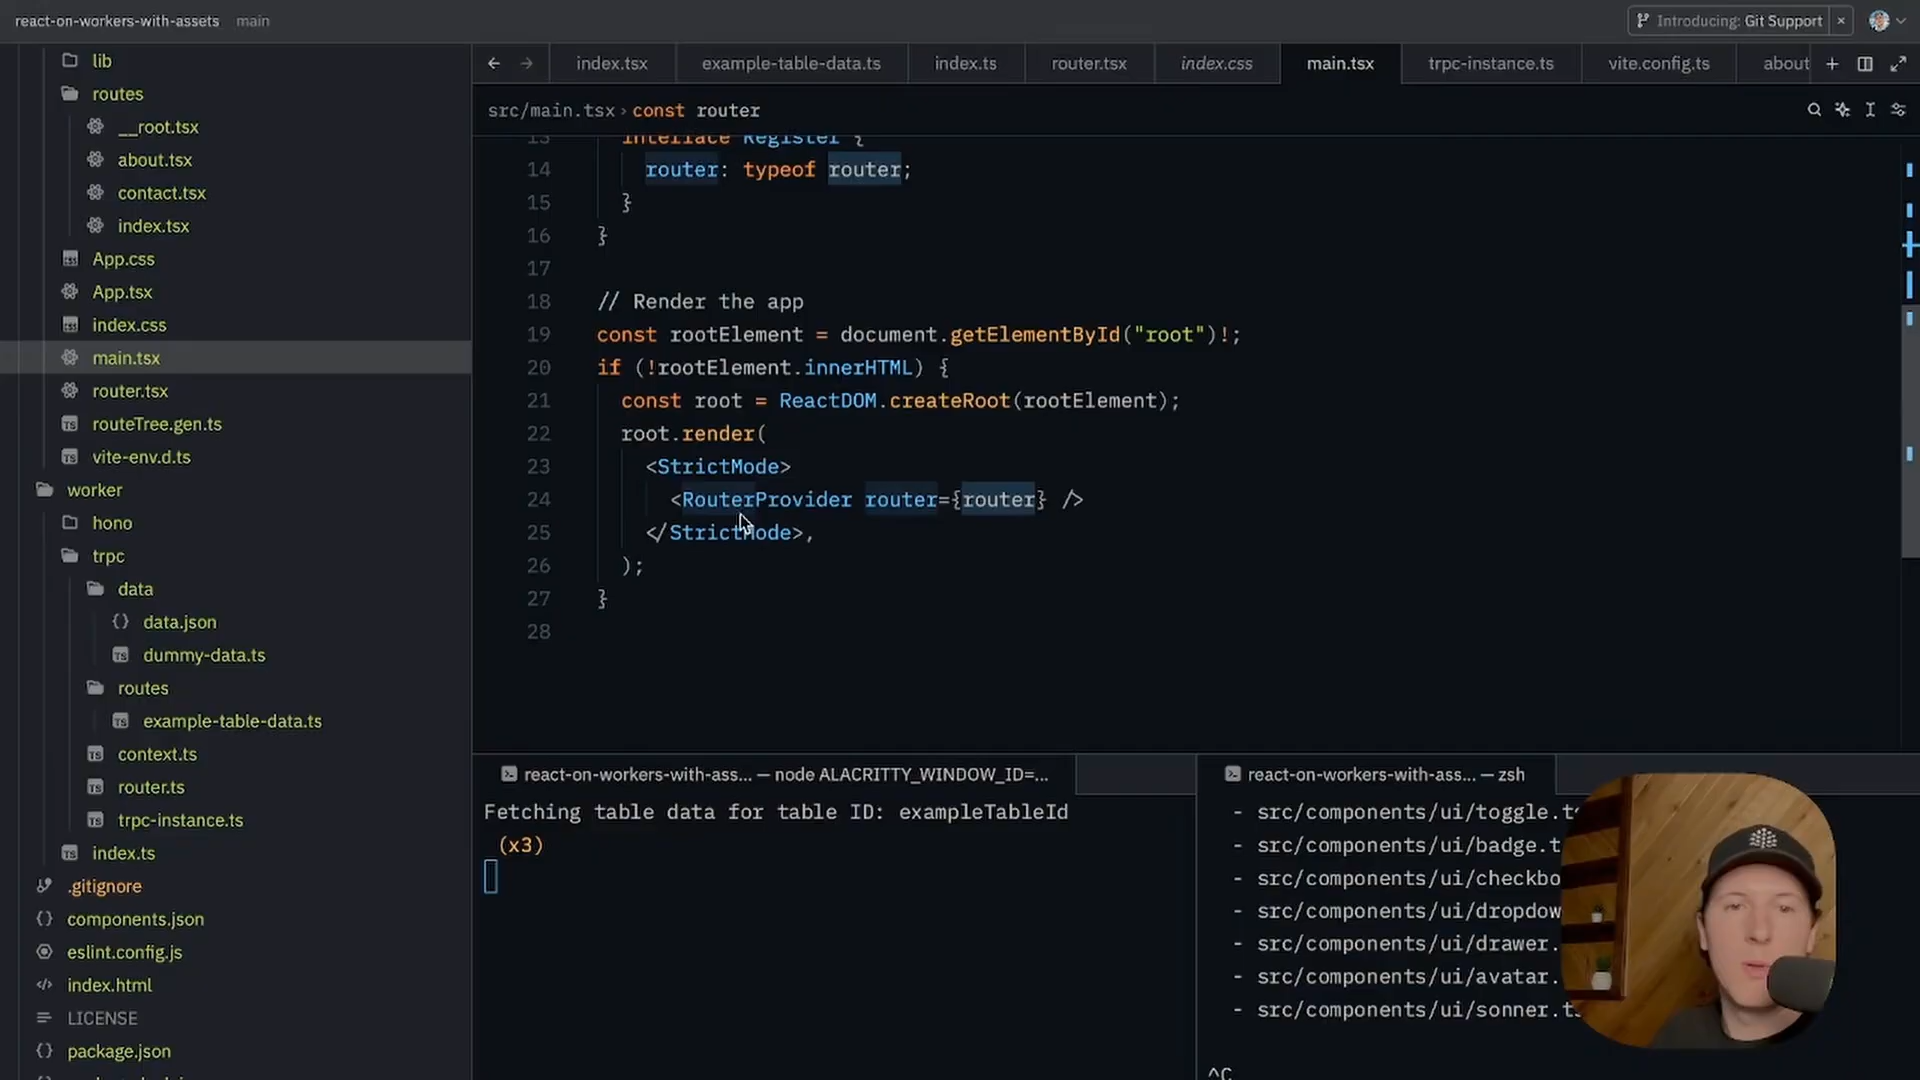 react-on-workers-with-assets main
Introducing: Git Support ×
lib
routes
__root.tsx
about.tsx
contact.tsx
index.tsx
App.css
App.tsx
index.css
main.tsx
router.tsx
routeTree.gen.ts
vite-env.d.ts
worker
hono
trpc
data
data.json
dummy-data.ts
routes
example-table-data.ts
context.ts
router.ts
trpc-instance.ts
index.ts
.gitignore
components.json
eslint.config.js
index.html
LICENSE
package.json
index.tsx example-table-data.ts index.ts router.tsx index.css main.tsx trpc-instance.ts vite.config.ts about
src/main.tsx › const router
13 interface Register {
14 router: typeof router;
15 }
16 }
17
18 // Render the app
19 const rootElement = document.getElementById("root")!;
20 if (!rootElement.innerHTML) {
21 const root = ReactDOM.createRoot(rootElement);
22 root.render(
23 <StrictMode>
24 <RouterProvider router={router} />
25 </StrictMode>,
26 );
27 }
28
react-on-workers-with-ass... — node ALACRITTY_WINDOW_ID=...
Fetching table data for table ID: exampleTableId
(x3)
react-on-workers-with-ass... — zsh
- src/components/ui/toggle.ts
- src/components/ui/badge.t
- src/components/ui/checkbo
- src/components/ui/dropdow
- src/components/ui/drawer.
- src/components/ui/avatar.
- src/components/ui/sonner.ts
^C